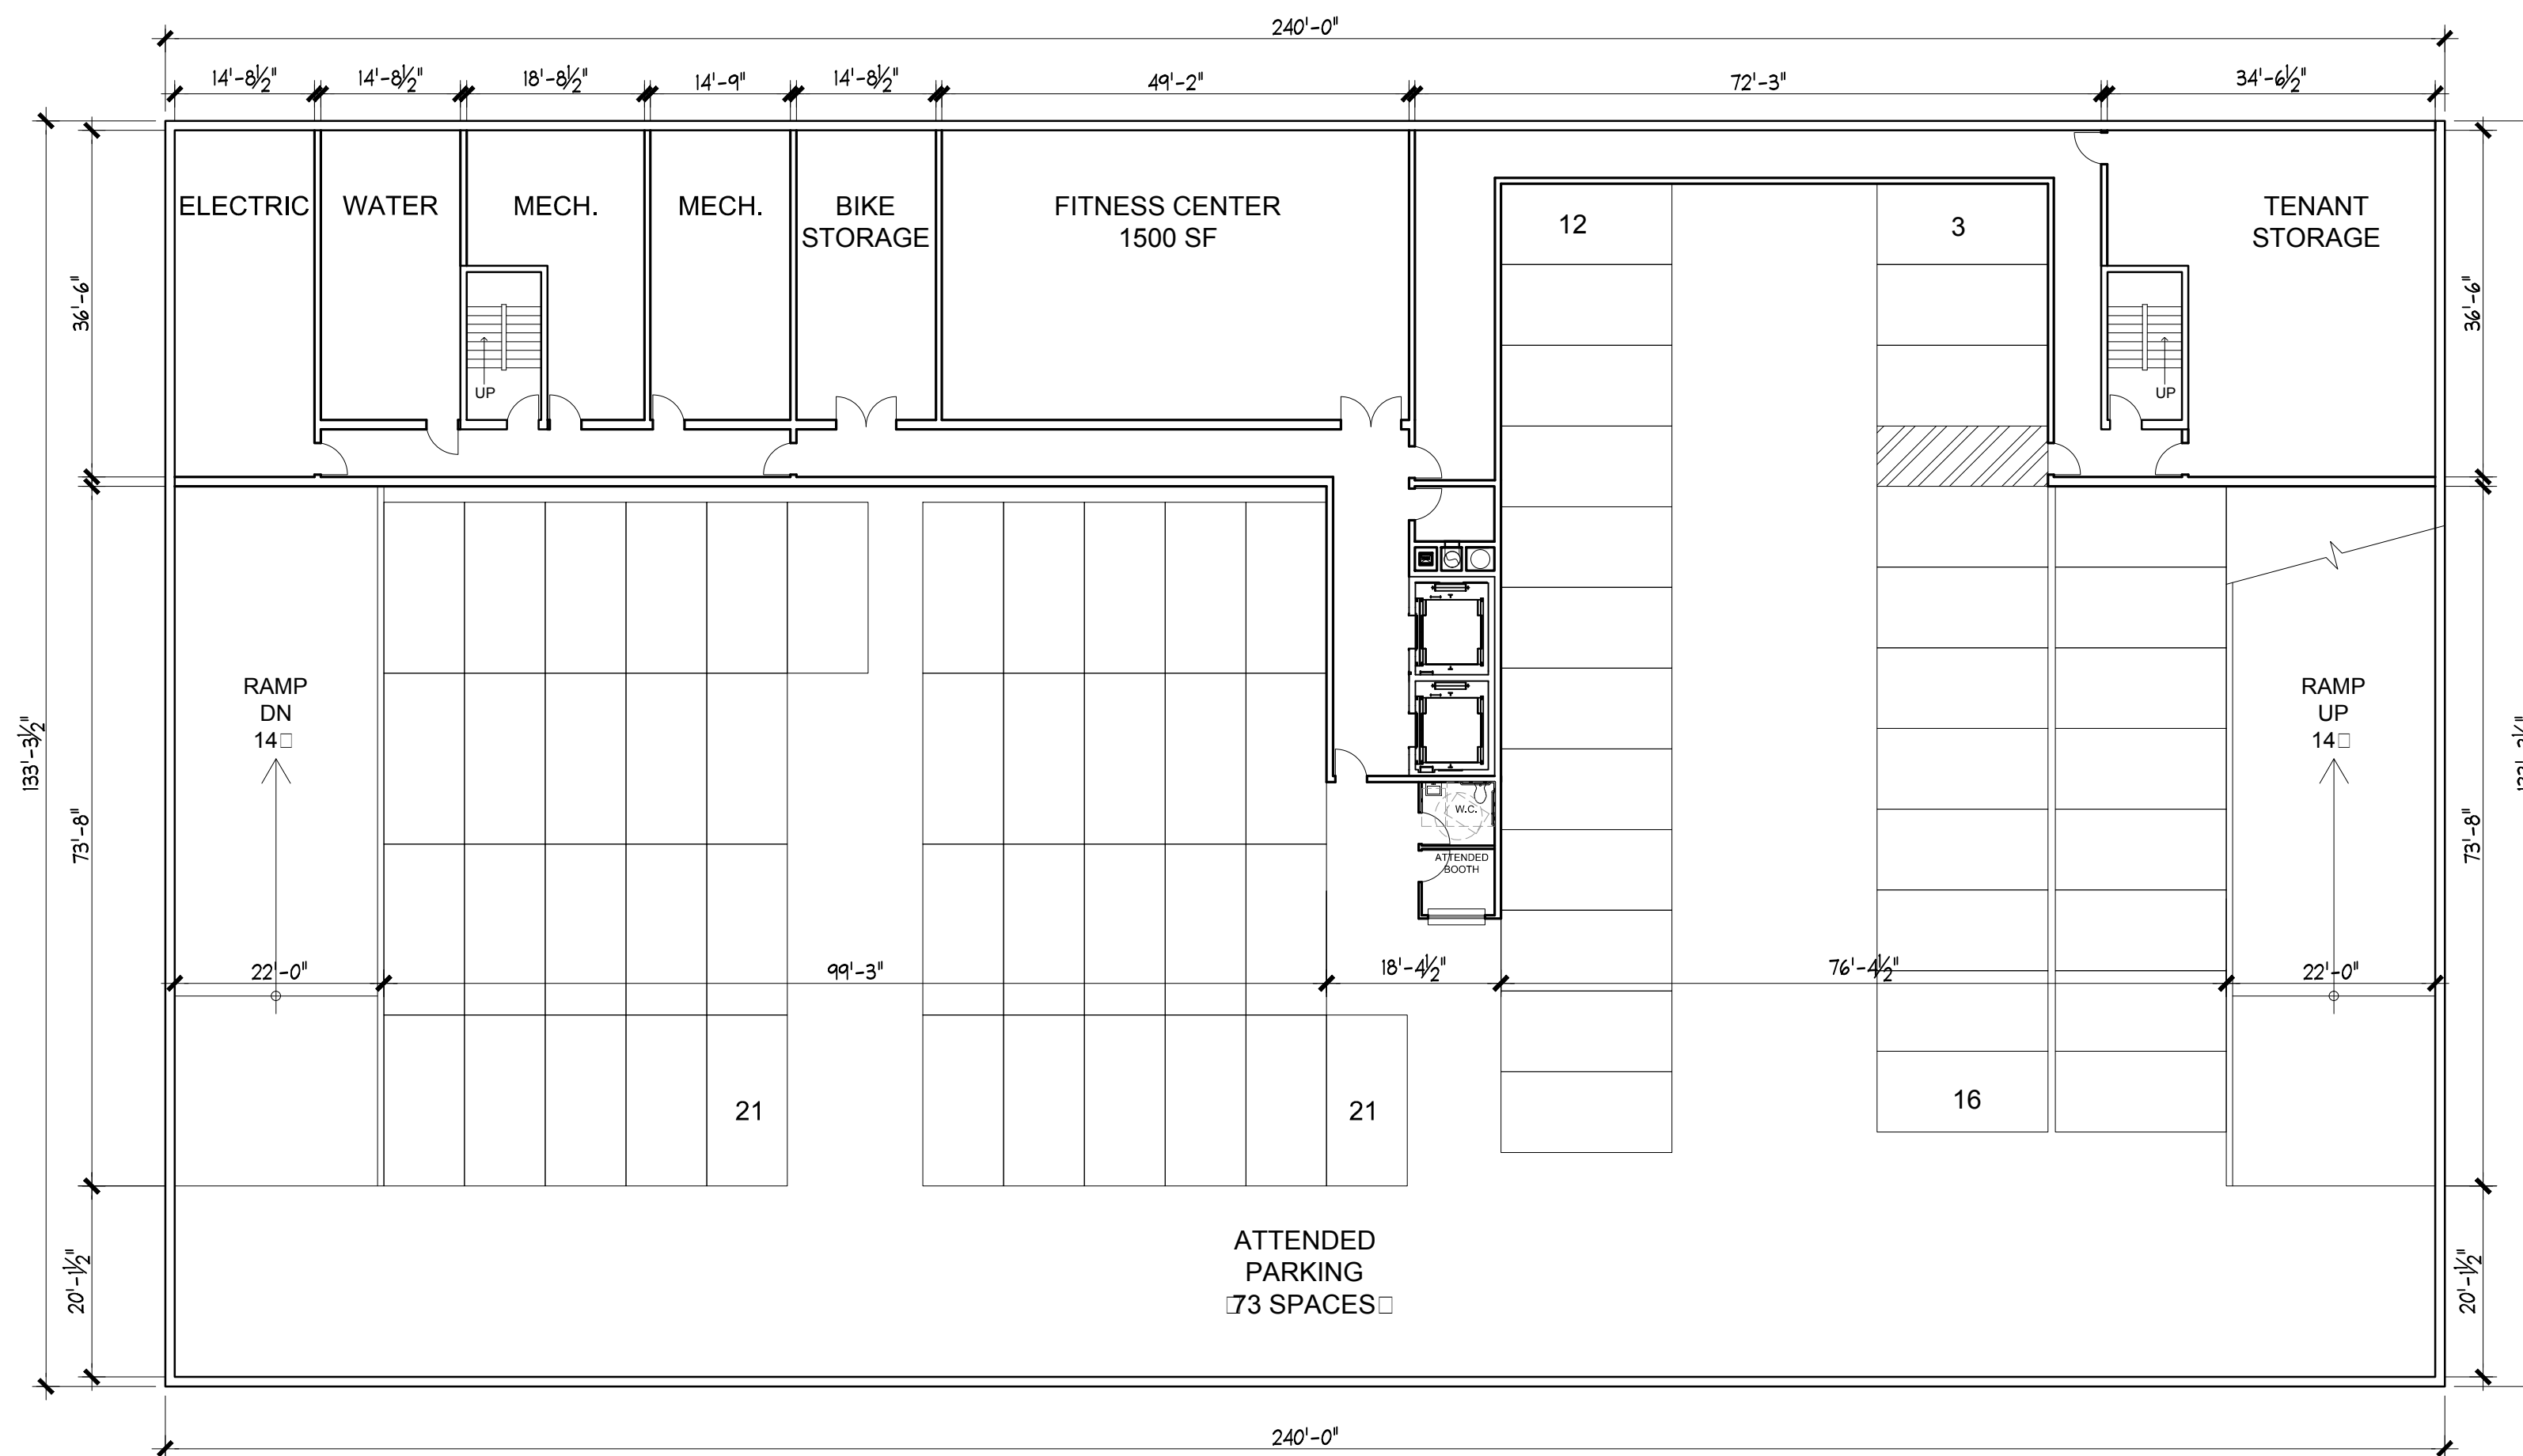 240'-0"
14'-8½"
14'-8½"
18'-8½"
14'-9"
14'-8½"
49'-2"
72'-3"
34'-6½"
ELECTRIC
WATER
MECH.
MECH.
BIKE
STORAGE
FITNESS CENTER
1500 SF
12
3
TENANT
STORAGE
36'-6"
36'-6"
UP
UP
RAMP
DN
14□
RAMP
UP
14□
133'-3½"
73'-8"
73'-8"
W.C.
ATTENDED
BOOTH
22'-0"
99'-3"
18'-4½"
76'-4½"
22'-0"
21
21
16
20'-1½"
20'-1½"
ATTENDED
PARKING
□73 SPACES□
240'-0"